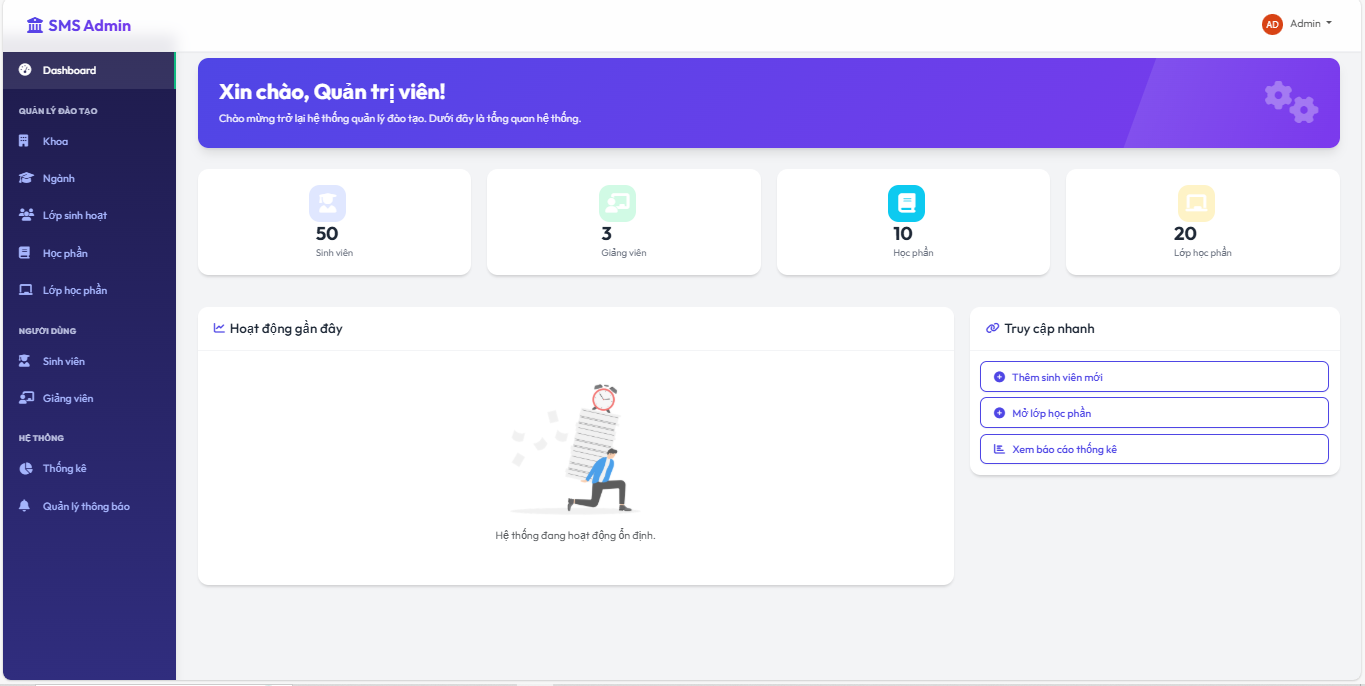 SMS Admin
AD Admin
Dashboard
QUẢN LÝ ĐÀO TẠO
Khoa
Ngành
Lớp sinh hoạt
Học phần
Lớp học phần
NGƯỜI DÙNG
Sinh viên
Giảng viên
HỆ THỐNG
Thống kê
Quản lý thông báo
Xin chào, Quản trị viên!
Chào mừng trở lại hệ thống quản lý đào tạo. Dưới đây là tổng quan hệ thống.
50
Sinh viên
3
Giảng viên
10
Học phần
20
Lớp học phần
Hoạt động gần đây
Hệ thống đang hoạt động ổn định.
Truy cập nhanh
Thêm sinh viên mới
Mở lớp học phần
Xem báo cáo thống kê